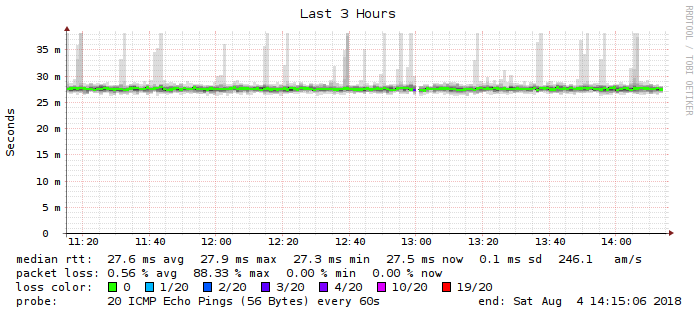 Last 3 Hours
RRDTOOL / TOBI OETIKER
Seconds
35 m
30 m
25 m
20 m
15 m
10 m
5 m
0
11:20 11:40 12:00 12:20 12:40 13:00 13:20 13:40 14:00
median rtt: 27.6 ms avg 27.9 ms max 27.3 ms min 27.5 ms now 0.1 ms sd 246.1 am/s
packet loss: 0.56 % avg 88.33 % max 0.00 % min 0.00 % now
loss color: 0 1/20 2/20 3/20 4/20 10/20 19/20
probe: 20 ICMP Echo Pings (56 Bytes) every 60s end: Sat Aug 4 14:15:06 2018